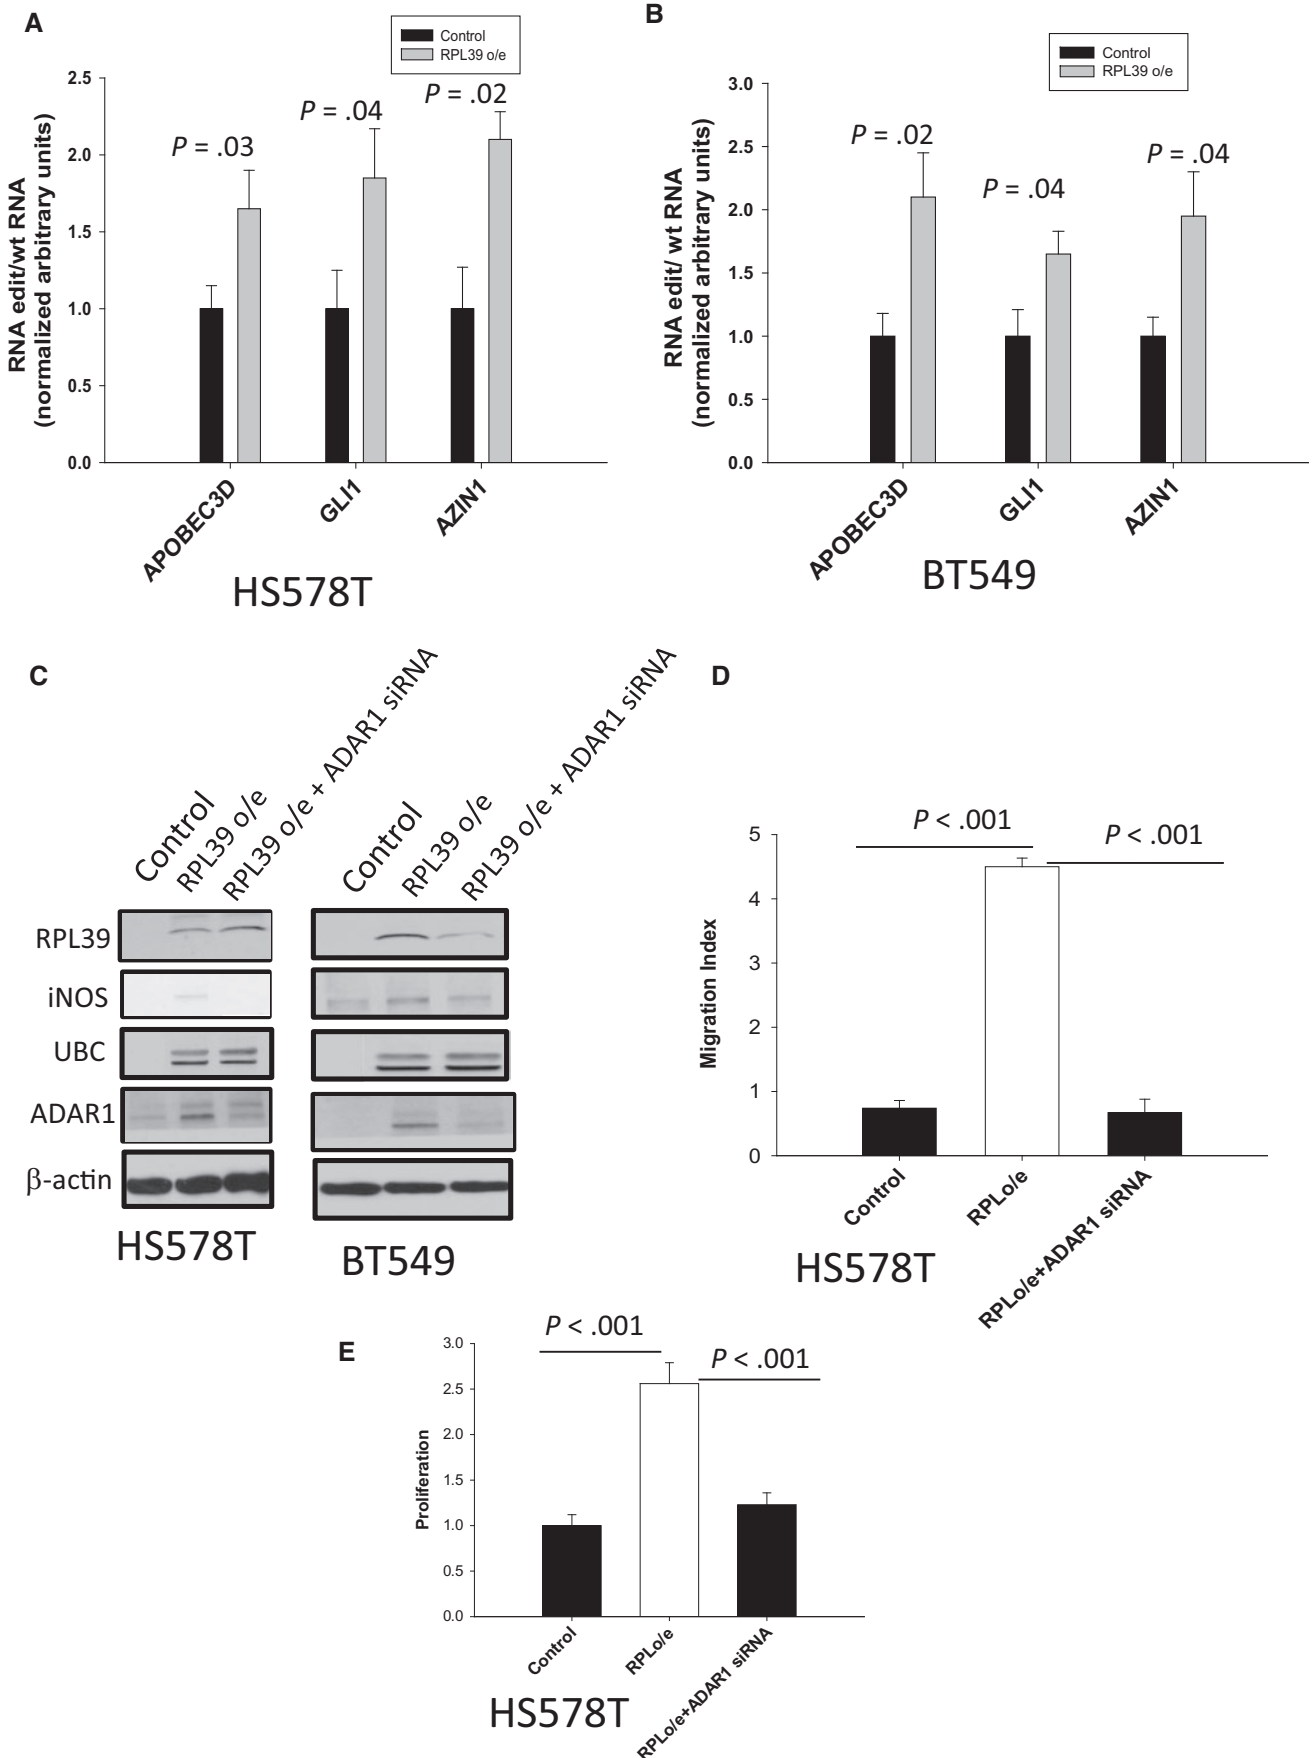 A
Control
RPL39 o/e
RNA edit/wt RNA
(normalized arbitrary units)
2.5
2.0
1.5
1.0
0.5
0.0
P = .03
P = .04
P = .02
APOBEC3D
GLI1
AZIN1
HS578T
B
Control
RPL39 o/e
RNA edit/ wt RNA
(normalized arbitrary units)
3.0
2.5
2.0
1.5
1.0
0.5
0.0
P = .02
P = .04
P = .04
APOBEC3D
GLI1
AZIN1
BT549
C
Control
RPL39 o/e
RPL39 o/e + ADAR1 siRNA
Control
RPL39 o/e
RPL39 o/e + ADAR1 siRNA
RPL39
iNOS
UBC
ADAR1
β-actin
HS578T
BT549
D
Migration Index
5
4
3
2
1
0
P < .001
P < .001
Control
RPLo/e
RPLo/e+ADAR1 siRNA
HS578T
E
Proliferation
3.0
2.5
2.0
1.5
1.0
0.5
0.0
P < .001
P < .001
Control
RPLo/e
RPLo/e+ADAR1 siRNA
HS578T